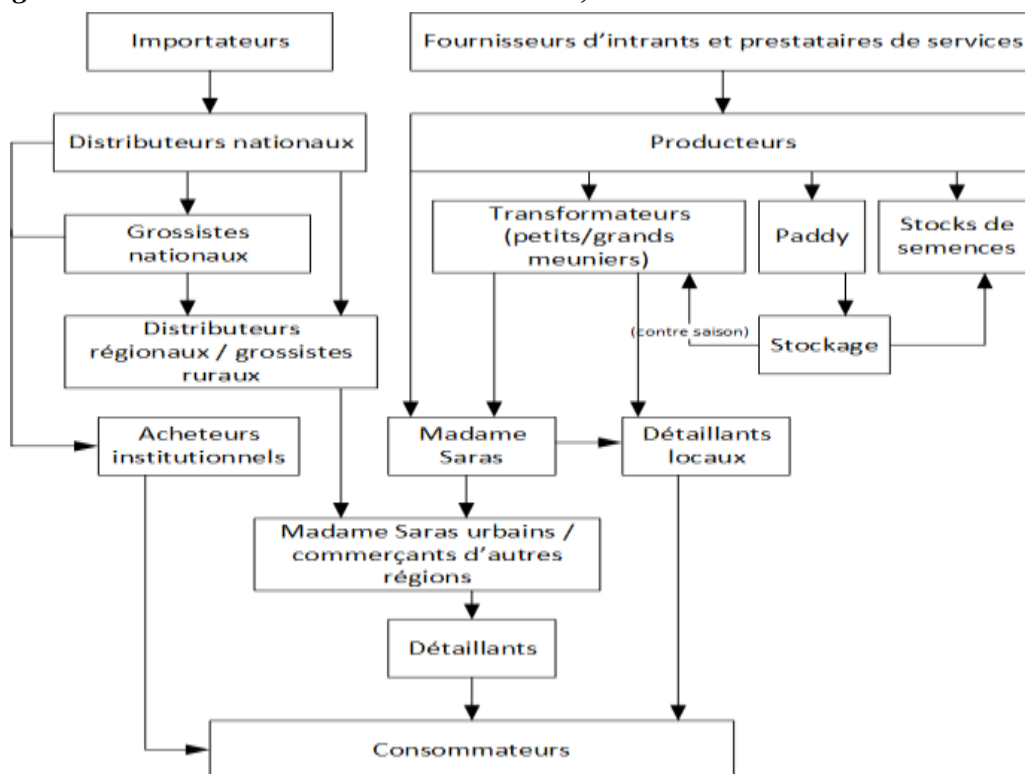 Importateurs
Fournisseurs d'intrants et prestataires de services
Distributeurs nationaux
Producteurs
Grossistes
nationaux
Transformateurs
(petits/grands
meuniers)
Paddy
Stocks de
semences
Distributeurs
régionaux / grossistes
ruraux
(contre saison)
Stockage
Acheteurs
institutionnels
Madame
Saras
Détaillants
locaux
Madame Saras urbains /
commerçants d'autres
régions
Détaillants
Consommateurs